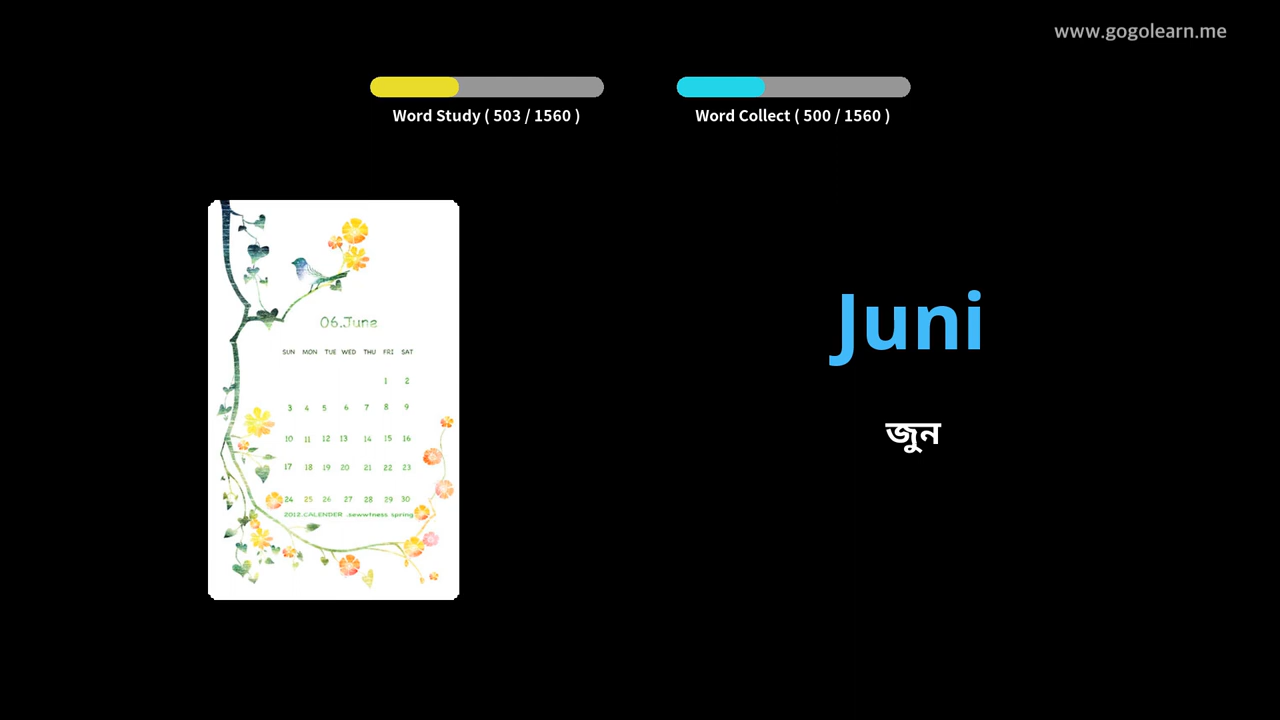 www.gogolearn.me
Word Study ( 503 / 1560 )
Word Collect ( 500 / 1560 )
06.June
SUN MON TUE WED THU FRI SAT
1 2
3 4 5 6 7 8 9
10 11 12 13 14 15 16
17 18 19 20 21 22 23
24 25 26 27 28 29 30
2012.CALENDER .sewwtness spring
Juni
জুন